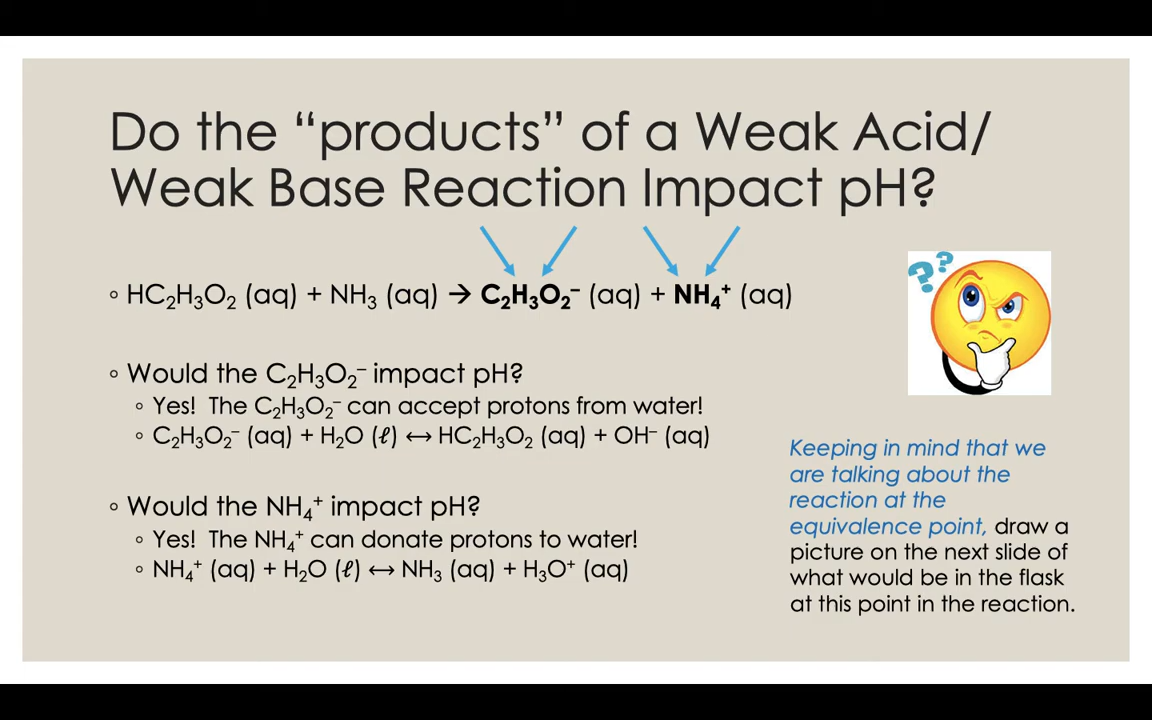 Do the “products” of a Weak Acid/
Weak Base Reaction Impact pH?
◦ HC₂H₃O₂ (aq) + NH₃ (aq) → C₂H₃O₂⁻ (aq) + NH₄⁺ (aq)
◦ Would the C₂H₃O₂⁻ impact pH?
◦ Yes! The C₂H₃O₂⁻ can accept protons from water!
◦ C₂H₃O₂⁻ (aq) + H₂O (ℓ) ↔ HC₂H₃O₂ (aq) + OH⁻ (aq)
◦ Would the NH₄⁺ impact pH?
◦ Yes! The NH₄⁺ can donate protons to water!
◦ NH₄⁺ (aq) + H₂O (ℓ) ↔ NH₃ (aq) + H₃O⁺ (aq)
??
Keeping in mind that we
are talking about the
reaction at the
equivalence point, draw a
picture on the next slide of
what would be in the flask
at this point in the reaction.